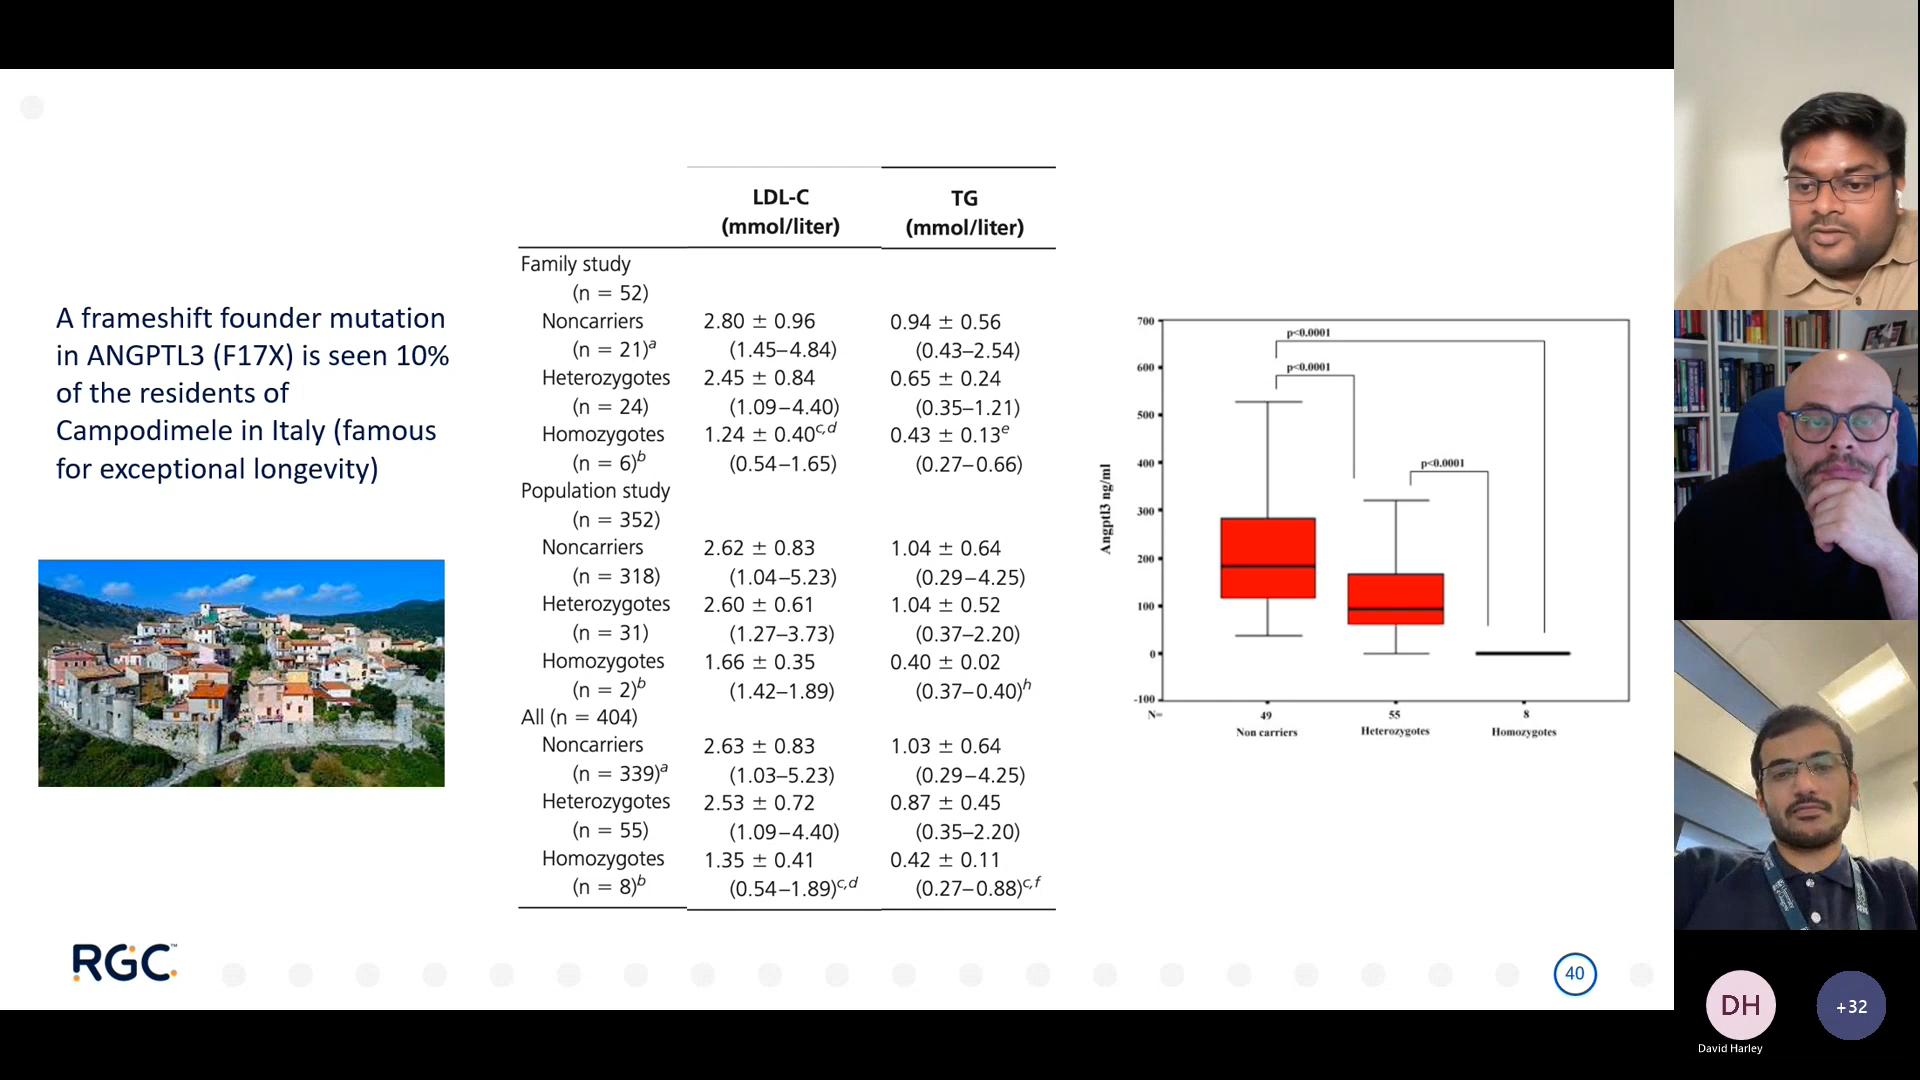 A frameshift founder mutation
in ANGPTL3 (F17X) is seen 10%
of the residents of
Campodimele in Italy (famous
for exceptional longevity)
LDL-C TG
(mmol/liter) (mmol/liter)
Family study
(n = 52)
Noncarriers 2.80 ± 0.96 0.94 ± 0.56
(n = 21)a (1.45–4.84) (0.43–2.54)
Heterozygotes 2.45 ± 0.84 0.65 ± 0.24
(n = 24) (1.09–4.40) (0.35–1.21)
Homozygotes 1.24 ± 0.40c,d 0.43 ± 0.13e
(n = 6)b (0.54–1.65) (0.27–0.66)
Population study
(n = 352)
Noncarriers 2.62 ± 0.83 1.04 ± 0.64
(n = 318) (1.04–5.23) (0.29–4.25)
Heterozygotes 2.60 ± 0.61 1.04 ± 0.52
(n = 31) (1.27–3.73) (0.37–2.20)
Homozygotes 1.66 ± 0.35 0.40 ± 0.02
(n = 2)b (1.42–1.89) (0.37–0.40)h
All (n = 404)
Noncarriers 2.63 ± 0.83 1.03 ± 0.64
(n = 339)a (1.03–5.23) (0.29–4.25)
Heterozygotes 2.53 ± 0.72 0.87 ± 0.45
(n = 55) (1.09–4.40) (0.35–2.20)
Homozygotes 1.35 ± 0.41 0.42 ± 0.11
(n = 8)b (0.54–1.89)c,d (0.27–0.88)c,f
Angptl3 ng/ml
700
600
500
400
300
200
100
0
-100
p<0.0001
p<0.0001
p<0.0001
N= 49 55 8
Non carriers Heterozygotes Homozygotes
RGC™
40
DH
David Harley
+32